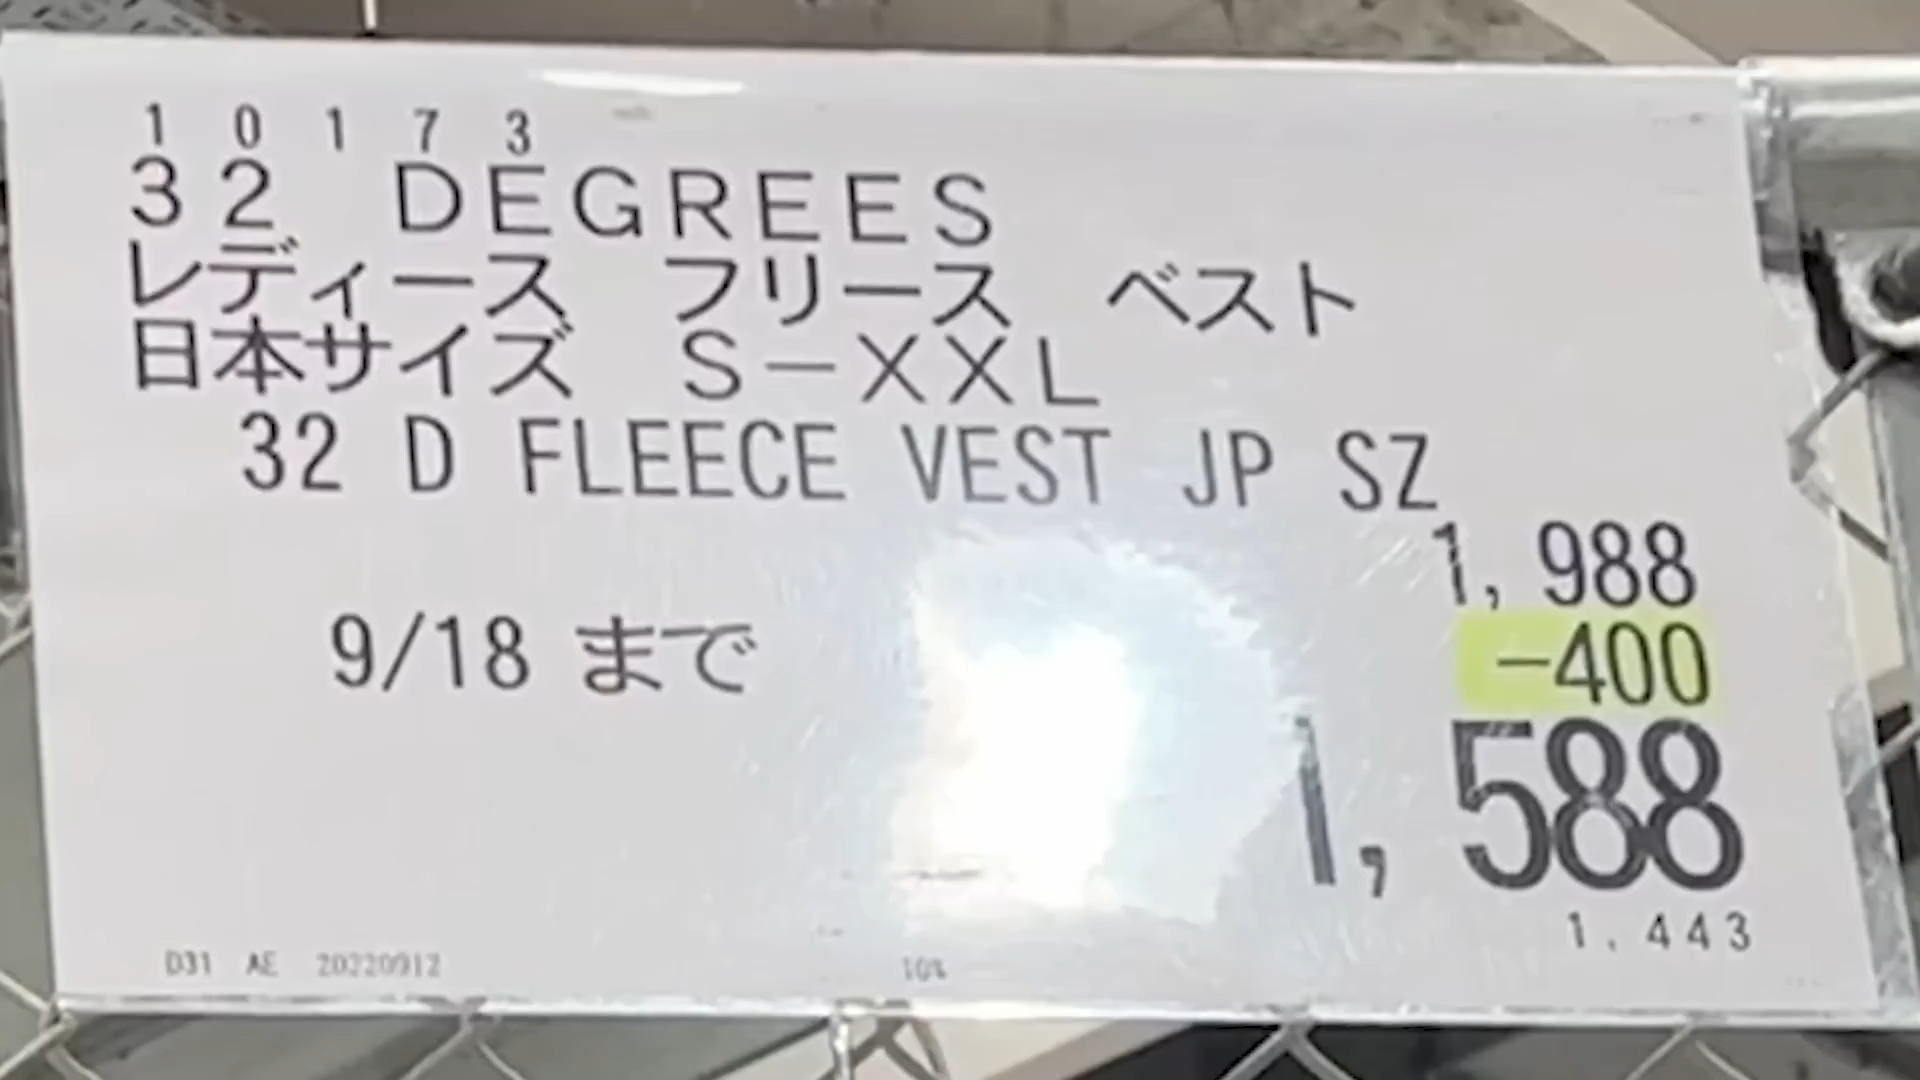 10173
32 DEGREES
レディース フリース ベスト
日本サイズ S-XXL
32 D FLEECE VEST JP SZ
1,988
9/18 まで
-400
1,588
1,443
D31 AE 20220912
10%